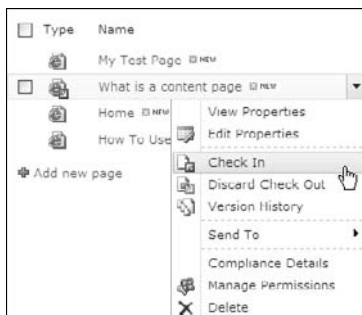 Type Name
My Test Page NEW
What is a content page NEW
Home NEW
View Properties
How To Use
Edit Properties
Check In
Add new page
Discard Check Out
Version History
Send To
Compliance Details
Manage Permissions
Delete